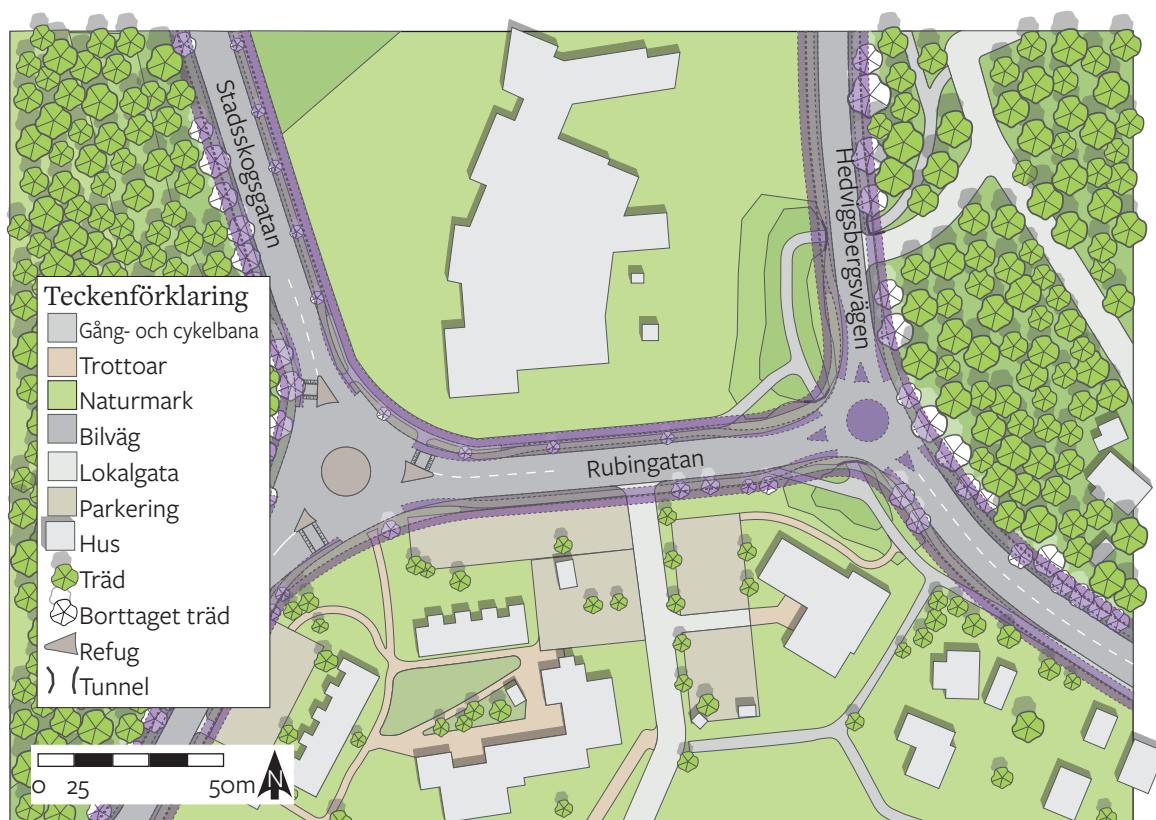 Stadsskogsgatan
Hedvigsbergsvägen
Rubingatan
Teckenförklaring
Gång- och cykelbana
Trottoar
Naturmark
Bilväg
Lokalgata
Parkering
Hus
Träd
Borttaget träd
Refug
Tunnel
0 25 50m N